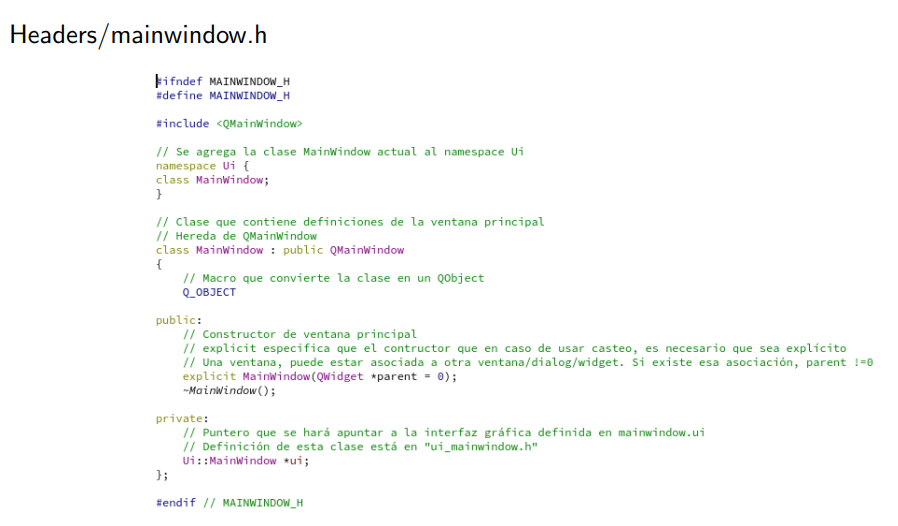 Headers/mainwindow.h
#ifndef MAINWINDOW_H
#define MAINWINDOW_H
#include <QMainWindow>
// Se agrega la clase MainWindow actual al namespace Ui
namespace Ui {
class MainWindow;
}
// Clase que contiene definiciones de la ventana principal
// Hereda de QMainWindow
class MainWindow : public QMainWindow
{
// Macro que convierte la clase en un QObject
Q_OBJECT
public:
// Constructor de ventana principal
// explicit especifica que el contructor que en caso de usar casteo, es necesario que sea explícito
// Una ventana, puede estar asociada a otra ventana/dialog/widget. Si existe esa asociación, parent !=0
explicit MainWindow(QWidget *parent = 0);
~MainWindow();
private:
// Puntero que se hará apuntar a la interfaz gráfica definida en mainwindow.ui
// Definición de esta clase está en "ui_mainwindow.h"
Ui::MainWindow *ui;
};
#endif // MAINWINDOW_H